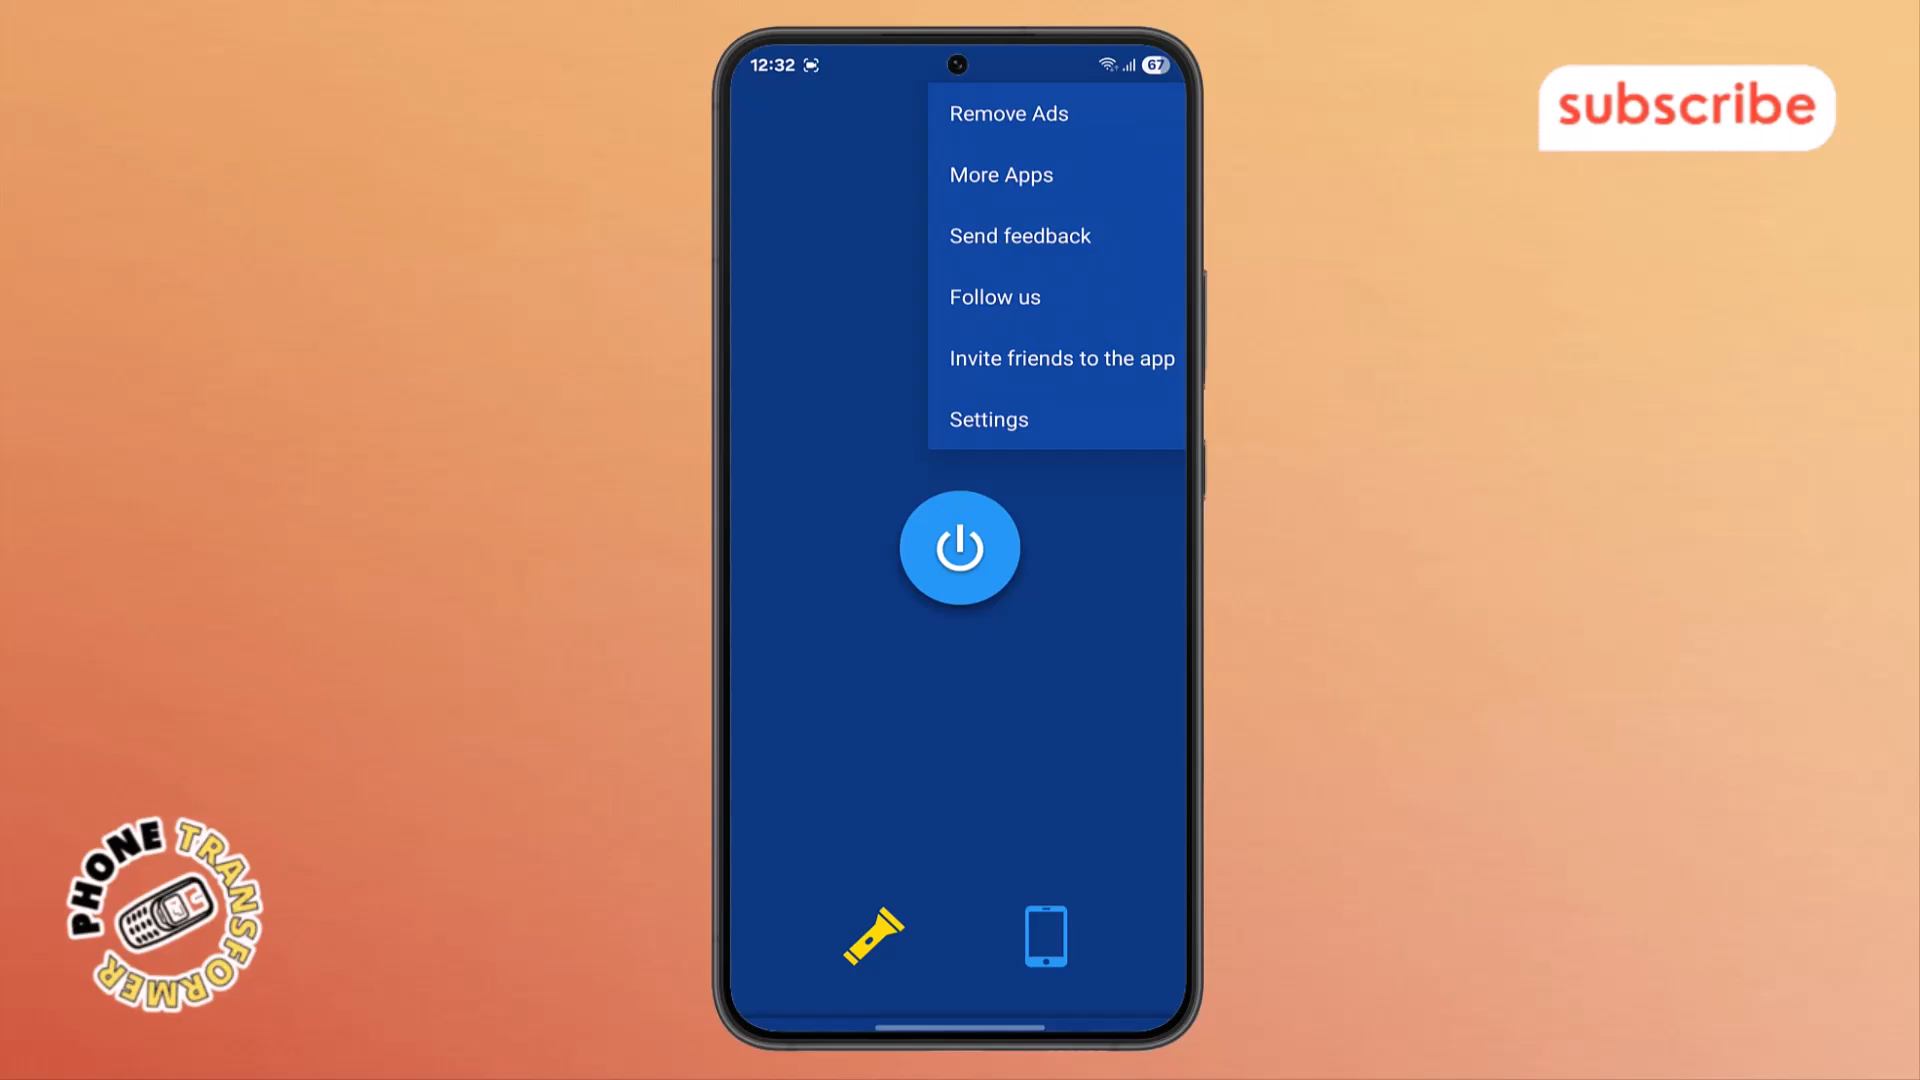 12:32
67
Remove Ads
More Apps
Send feedback
Follow us
Invite friends to the app
Settings
subscribe
PHONE TRANSFORMER